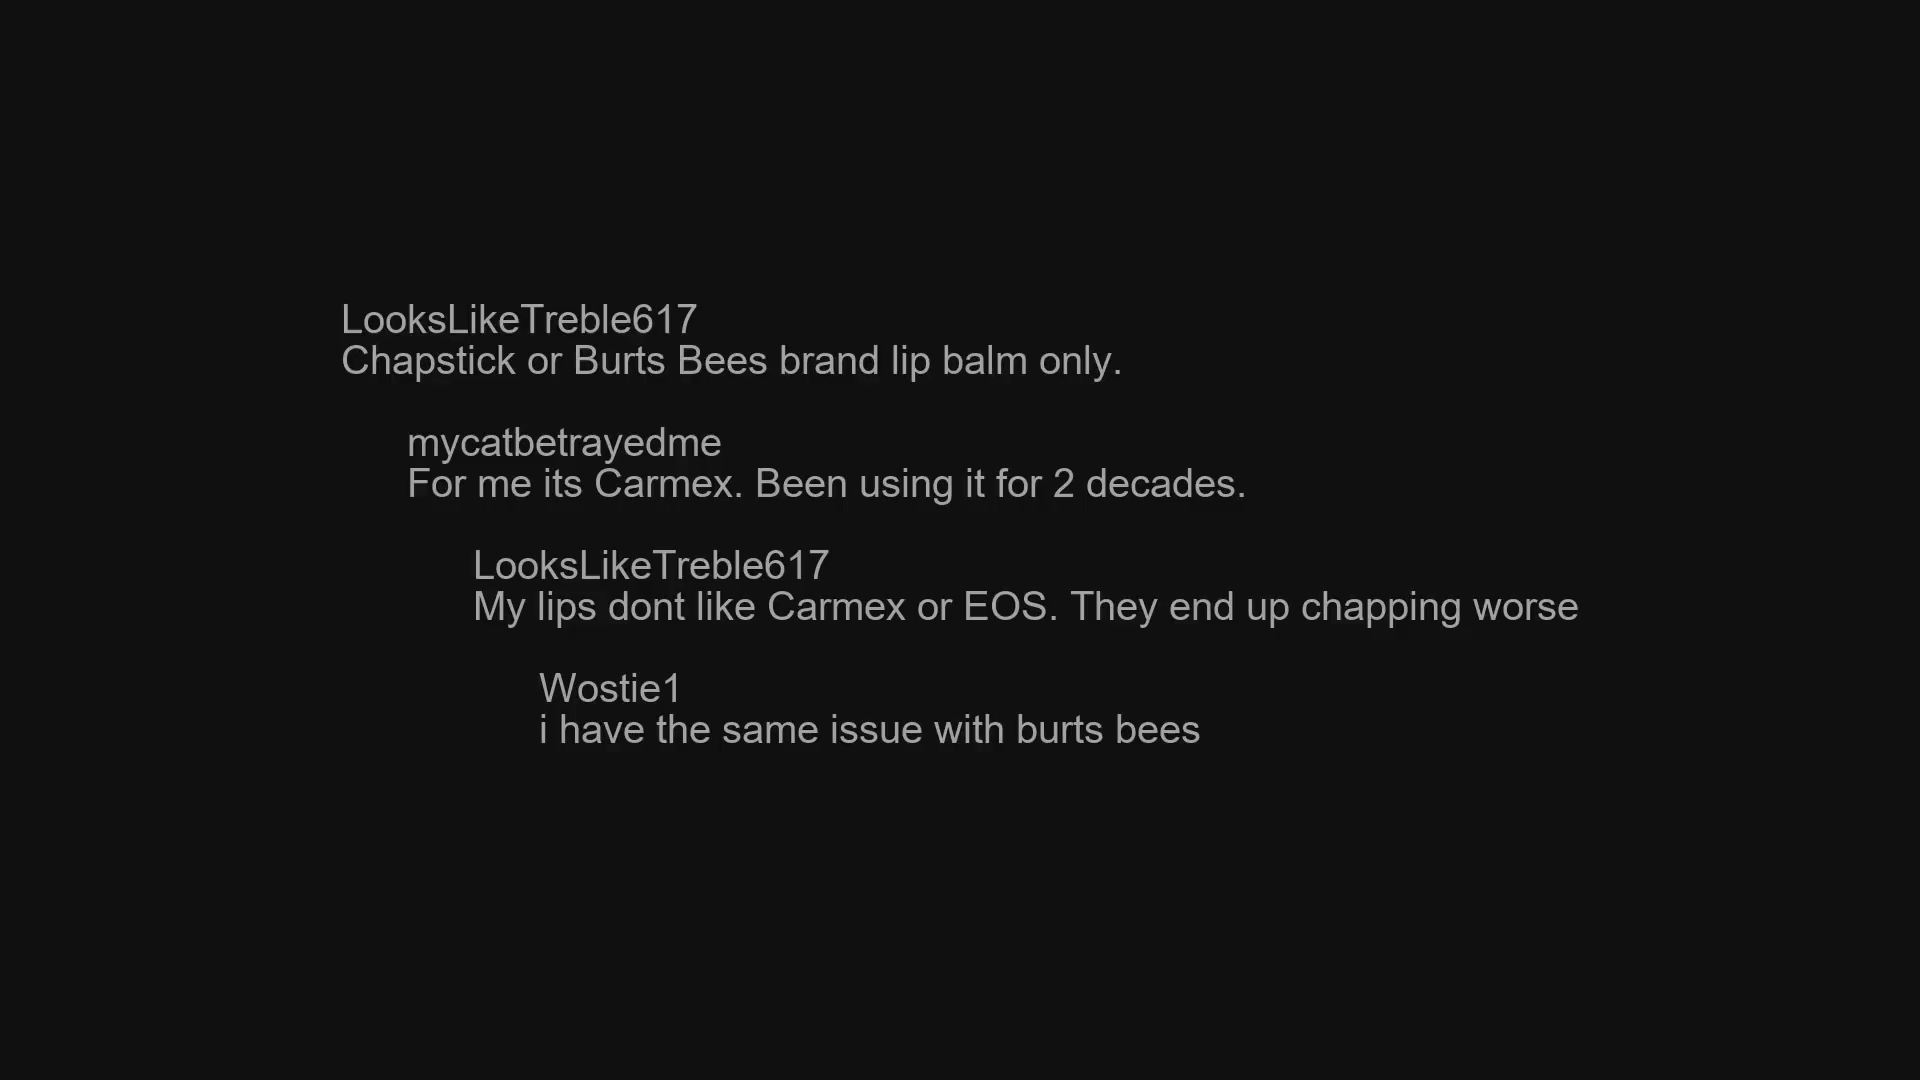 LooksLikeTreble617
Chapstick or Burts Bees brand lip balm only.
mycatbetrayedme
For me its Carmex. Been using it for 2 decades.
LooksLikeTreble617
My lips dont like Carmex or EOS. They end up chapping worse
Wostie1
i have the same issue with burts bees